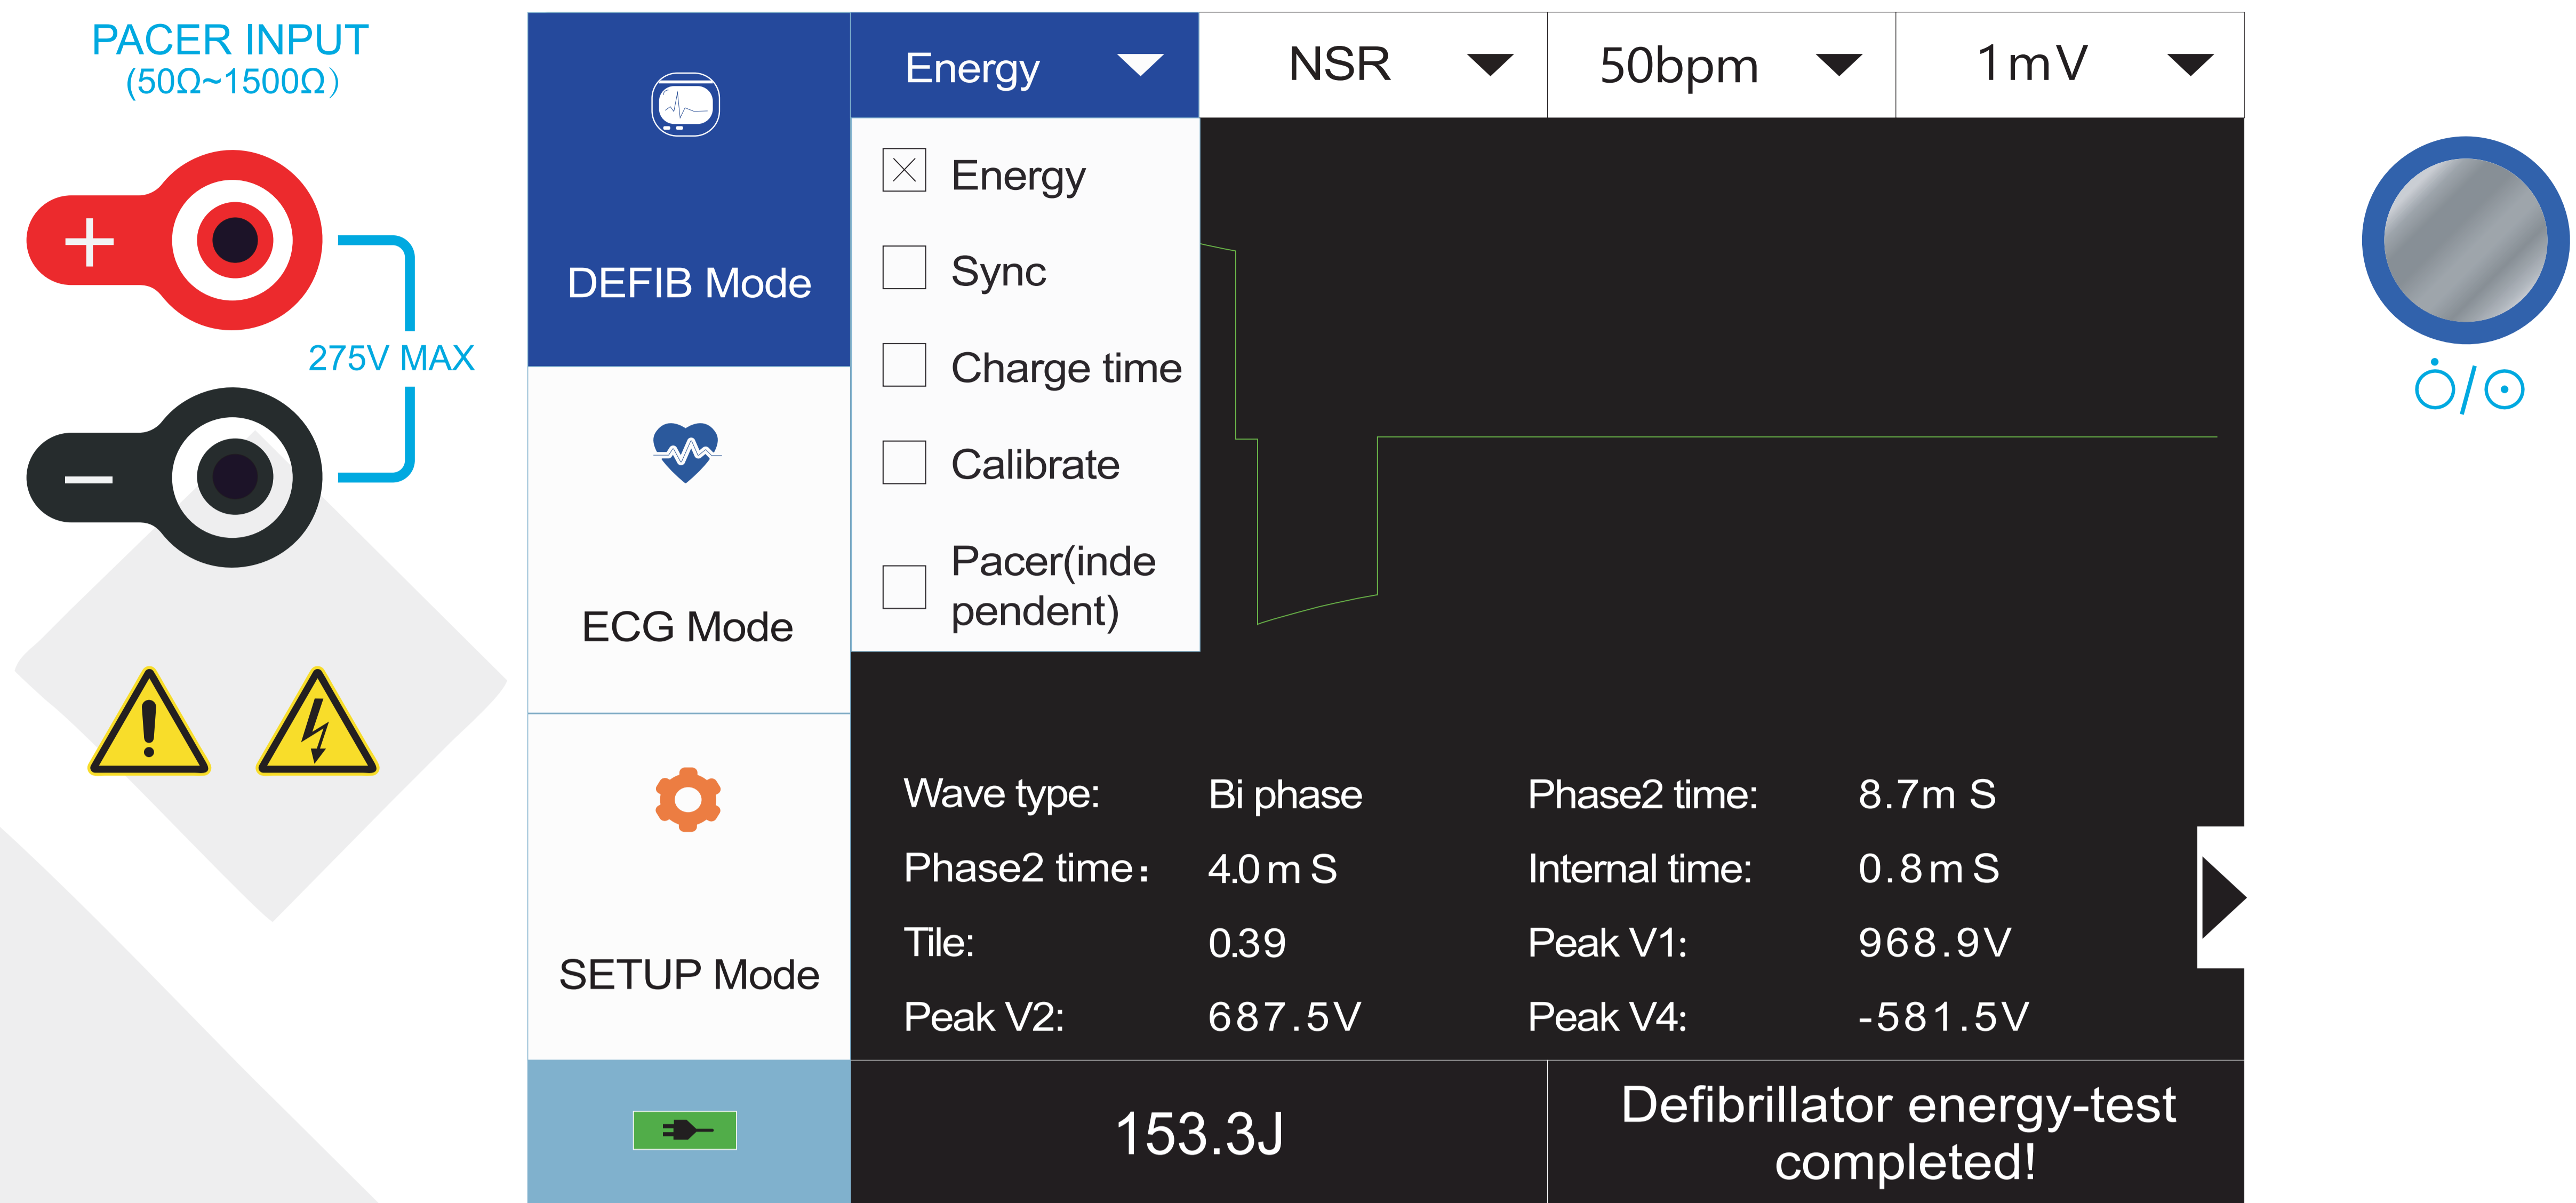 PACER INPUT
(50Ω~1500Ω)
+
275V MAX
−
DEFIB Mode
ECG Mode
SETUP Mode
Energy
NSR
50bpm
1mV
Energy
Sync
Charge time
Calibrate
Pacer(inde
pendent)
Wave type: Bi phase Phase2 time: 8.7m S
Phase2 time: 4.0m S Internal time: 0.8m S
Tile: 0.39 Peak V1: 968.9V
Peak V2: 687.5V Peak V4: -581.5V
153.3J
Defibrillator energy-test
completed!